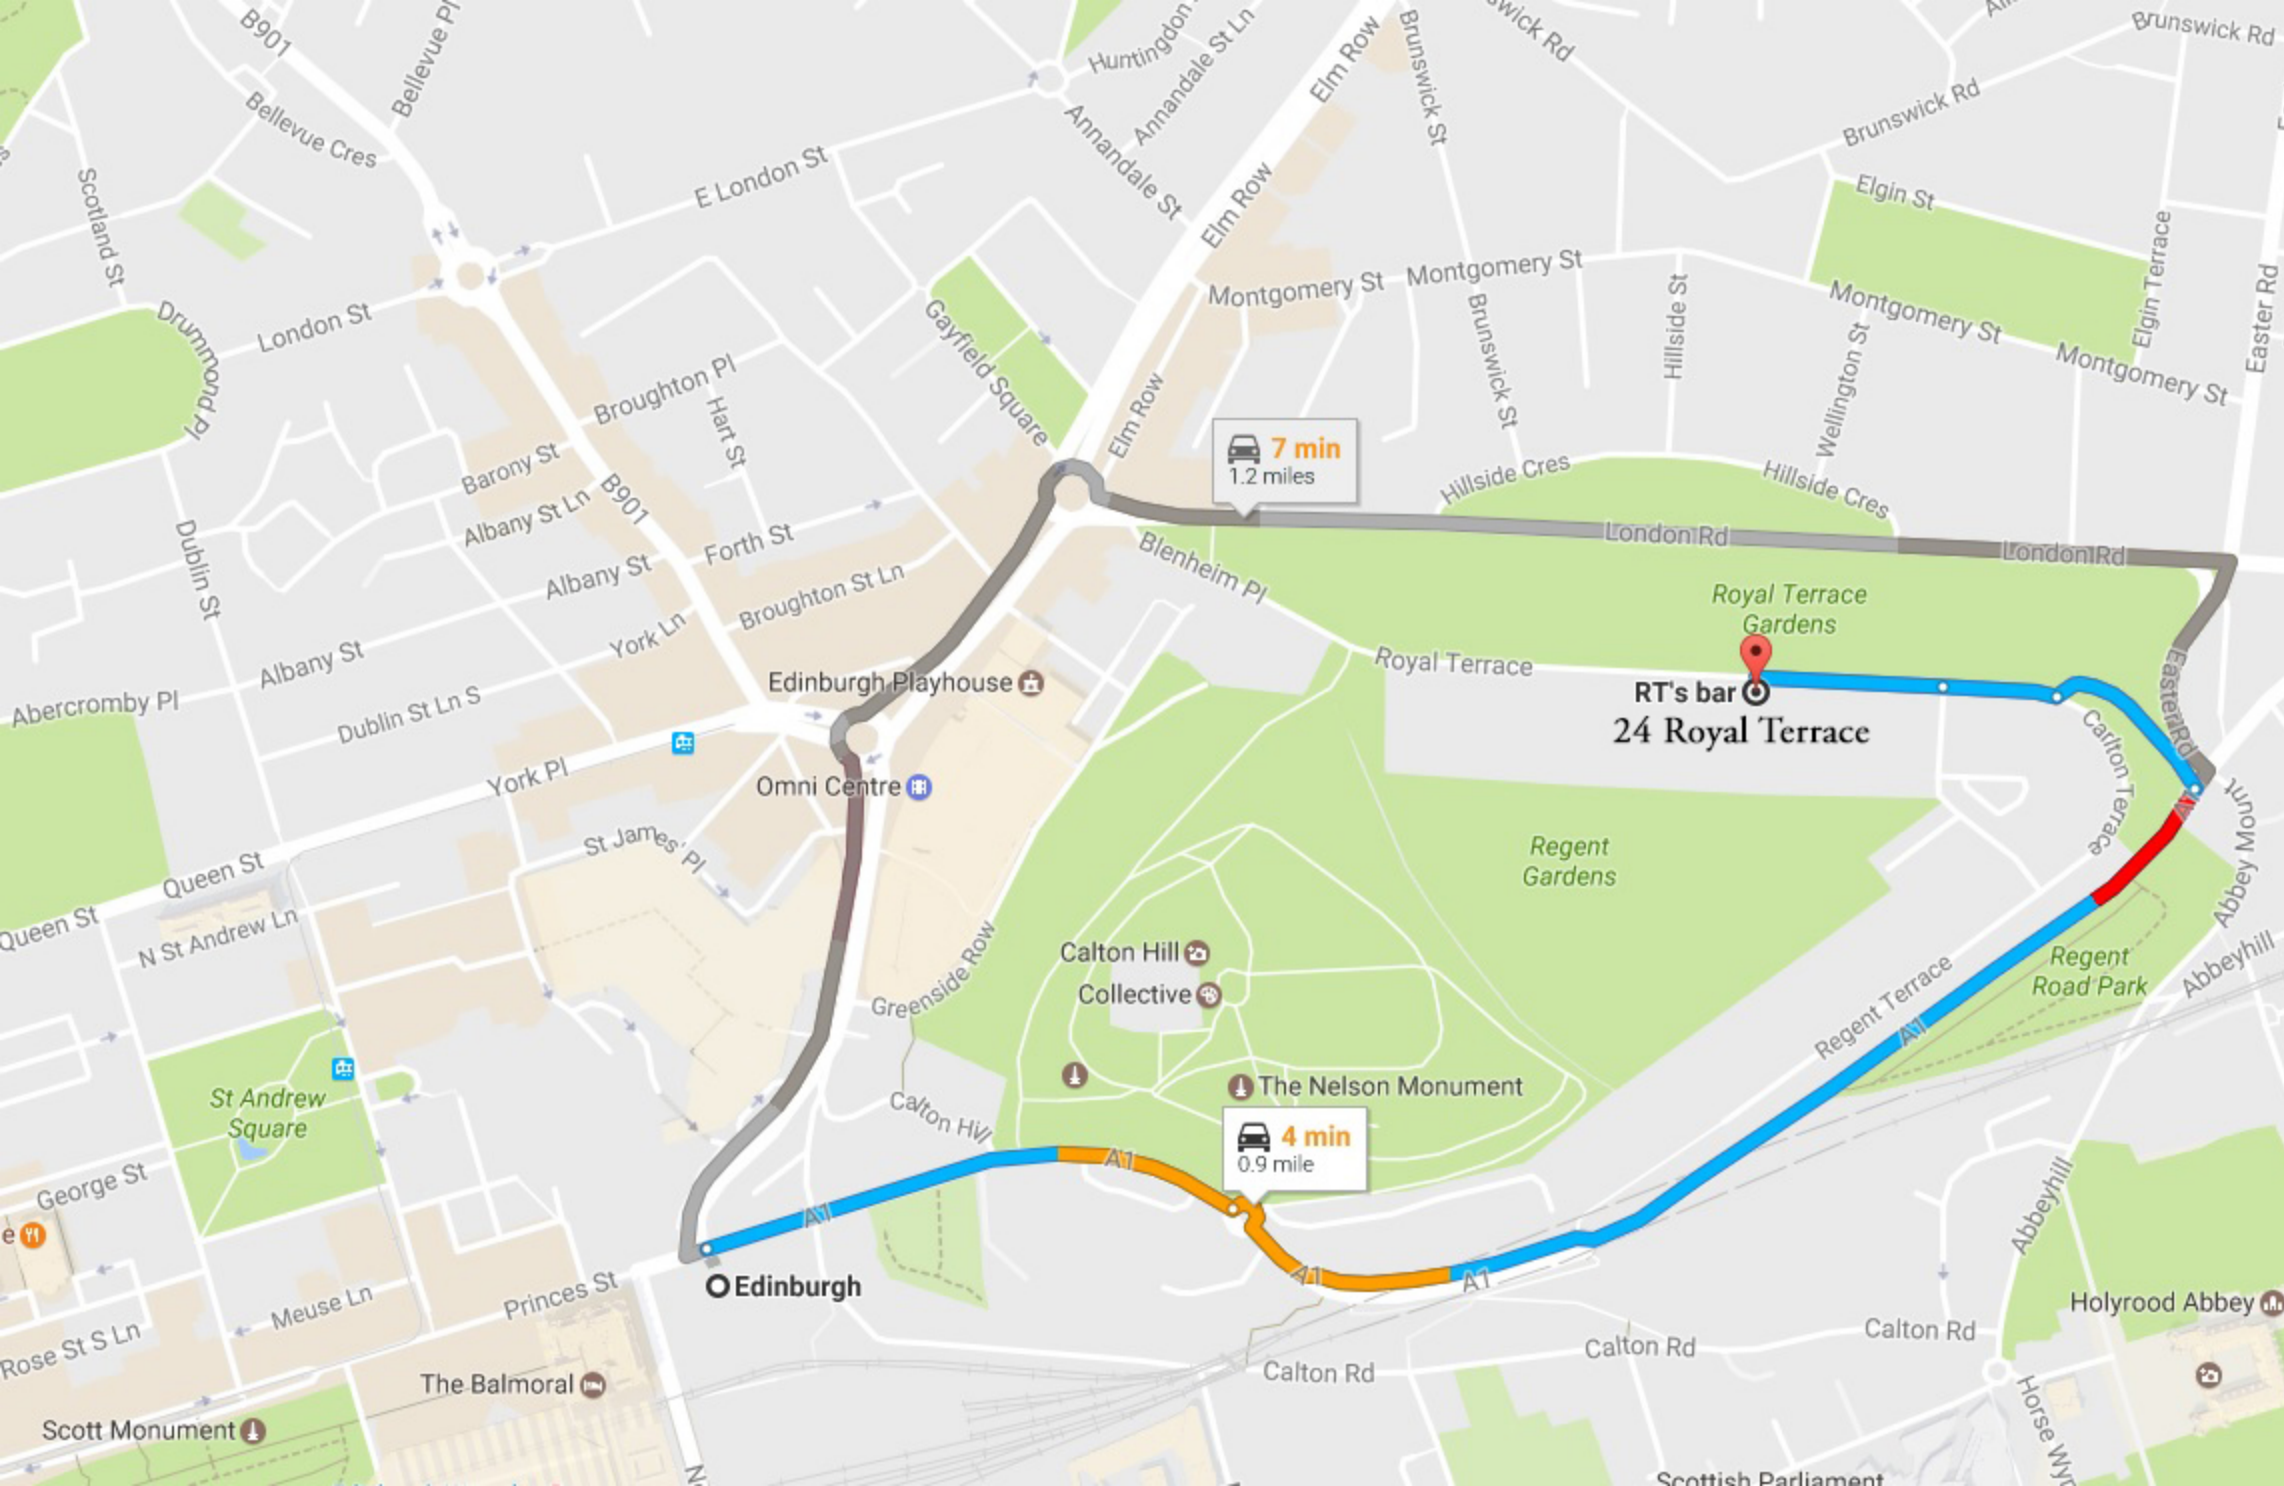 B901
Bellevue Pl
Huntingdon
Annandale St Ln
Elm Row
Brunswick St
swick Rd
Brunswick Rd
Bellevue Cres
Annandale St
Brunswick Rd
Scotland St
E London St
Elm Row
Elgin St
Elgin Terrace
Easter Rd
Drummond Pl
London St
Montgomery St
Montgomery St
Brunswick St
Hillside St
Montgomery St
Wellington St
Montgomery St
Gayfield Square
Elm Row
Broughton Pl
Hart St
Barony St
B901
Albany St Ln
7 min
1.2 miles
Hillside Cres
Hillside Cres
Dublin St
Forth St
Albany St
Broughton St Ln
Blenheim Pl
London Rd
London Rd
Royal Terrace
Gardens
York Ln
Albany St
Abercromby Pl
Dublin St Ln S
Edinburgh Playhouse
Royal Terrace
RT's bar
24 Royal Terrace
Easter Rd
Carlton Terrace
York Pl
Omni Centre
St James' Pl
Queen St
Queen St
N St Andrew Ln
Regent
Gardens
A1
Abbey Mount
Abbeyhill
Greenside Row
Calton Hill
Collective
Regent
Road Park
Regent Terrace
A1
St Andrew
Square
The Nelson Monument
Calton Hill
A1
4 min
0.9 mile
George St
A1
A1
A1
Abbeyhill
e
Edinburgh
Princes St
Meuse Ln
Rose St S Ln
Holyrood Abbey
Calton Rd
Calton Rd
Calton Rd
The Balmoral
Scott Monument
Horse Wyn
No
Scottish Parliament